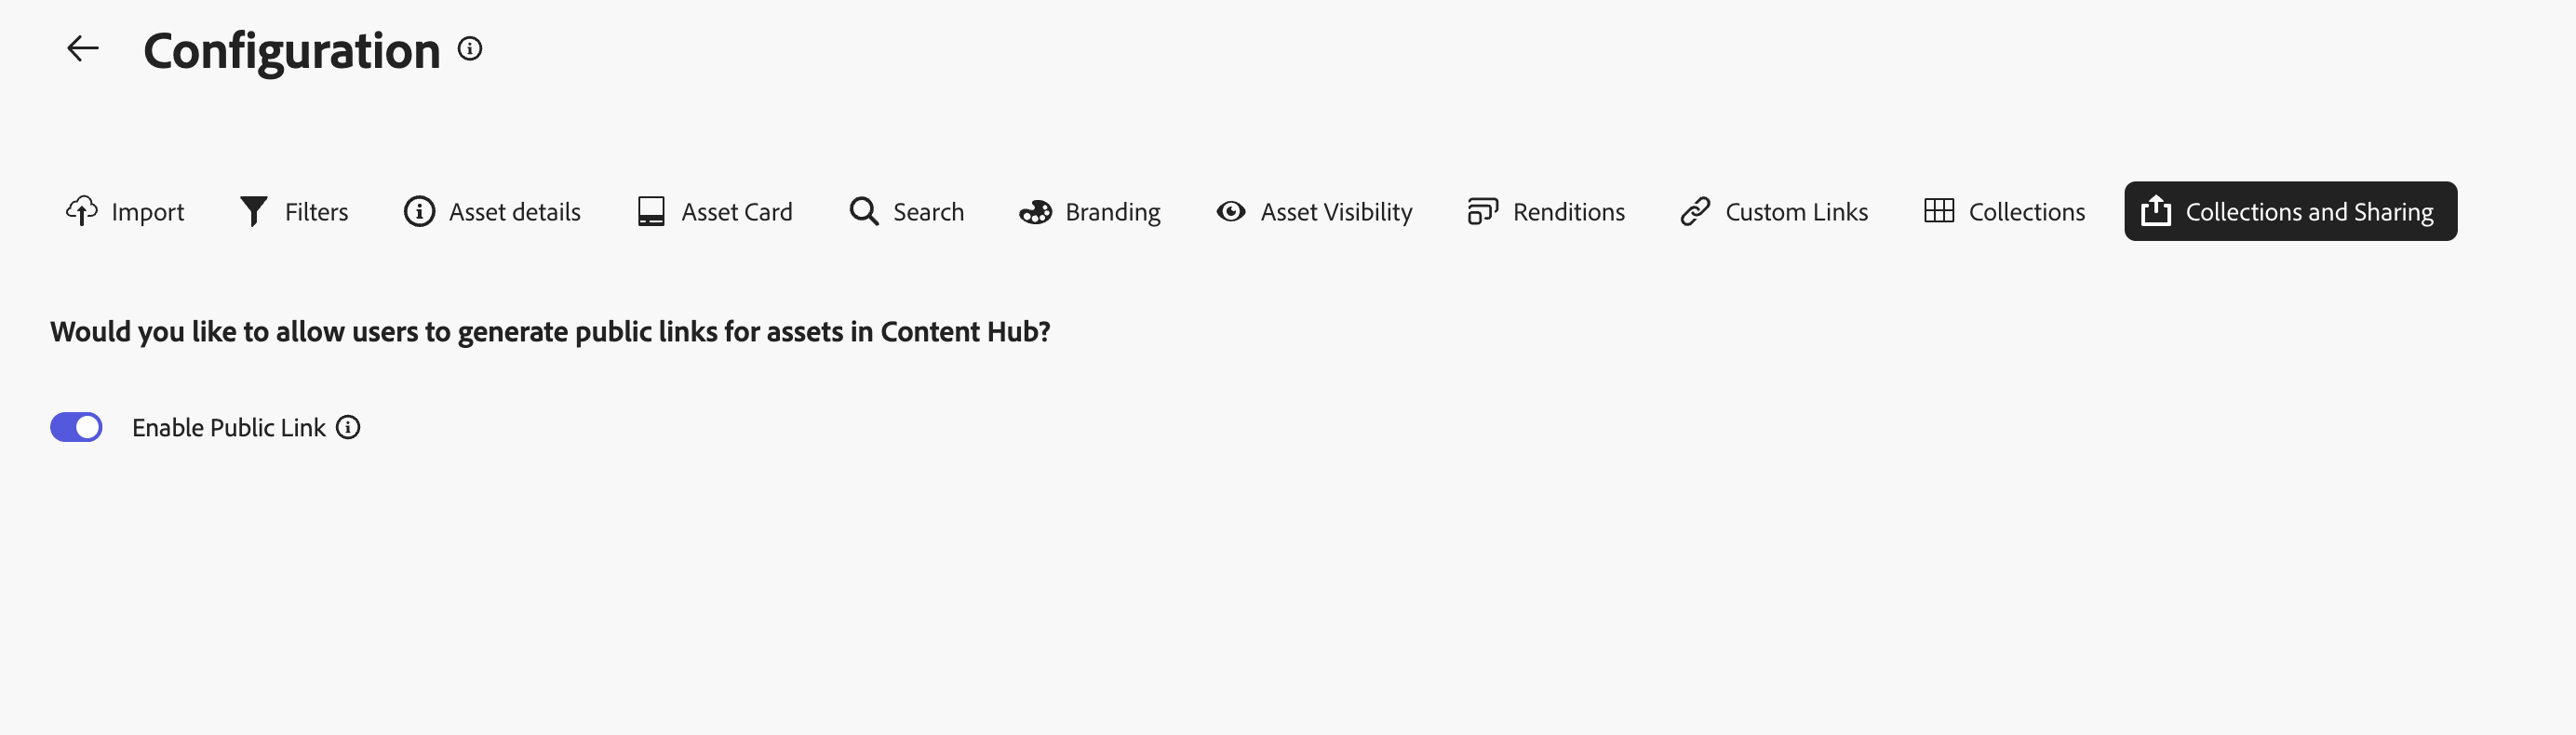 Configuration
Import Filters Asset details Asset Card Search Branding Asset Visibility Renditions Custom Links Collections Collections and Sharing
Would you like to allow users to generate public links for assets in Content Hub?
Enable Public Link